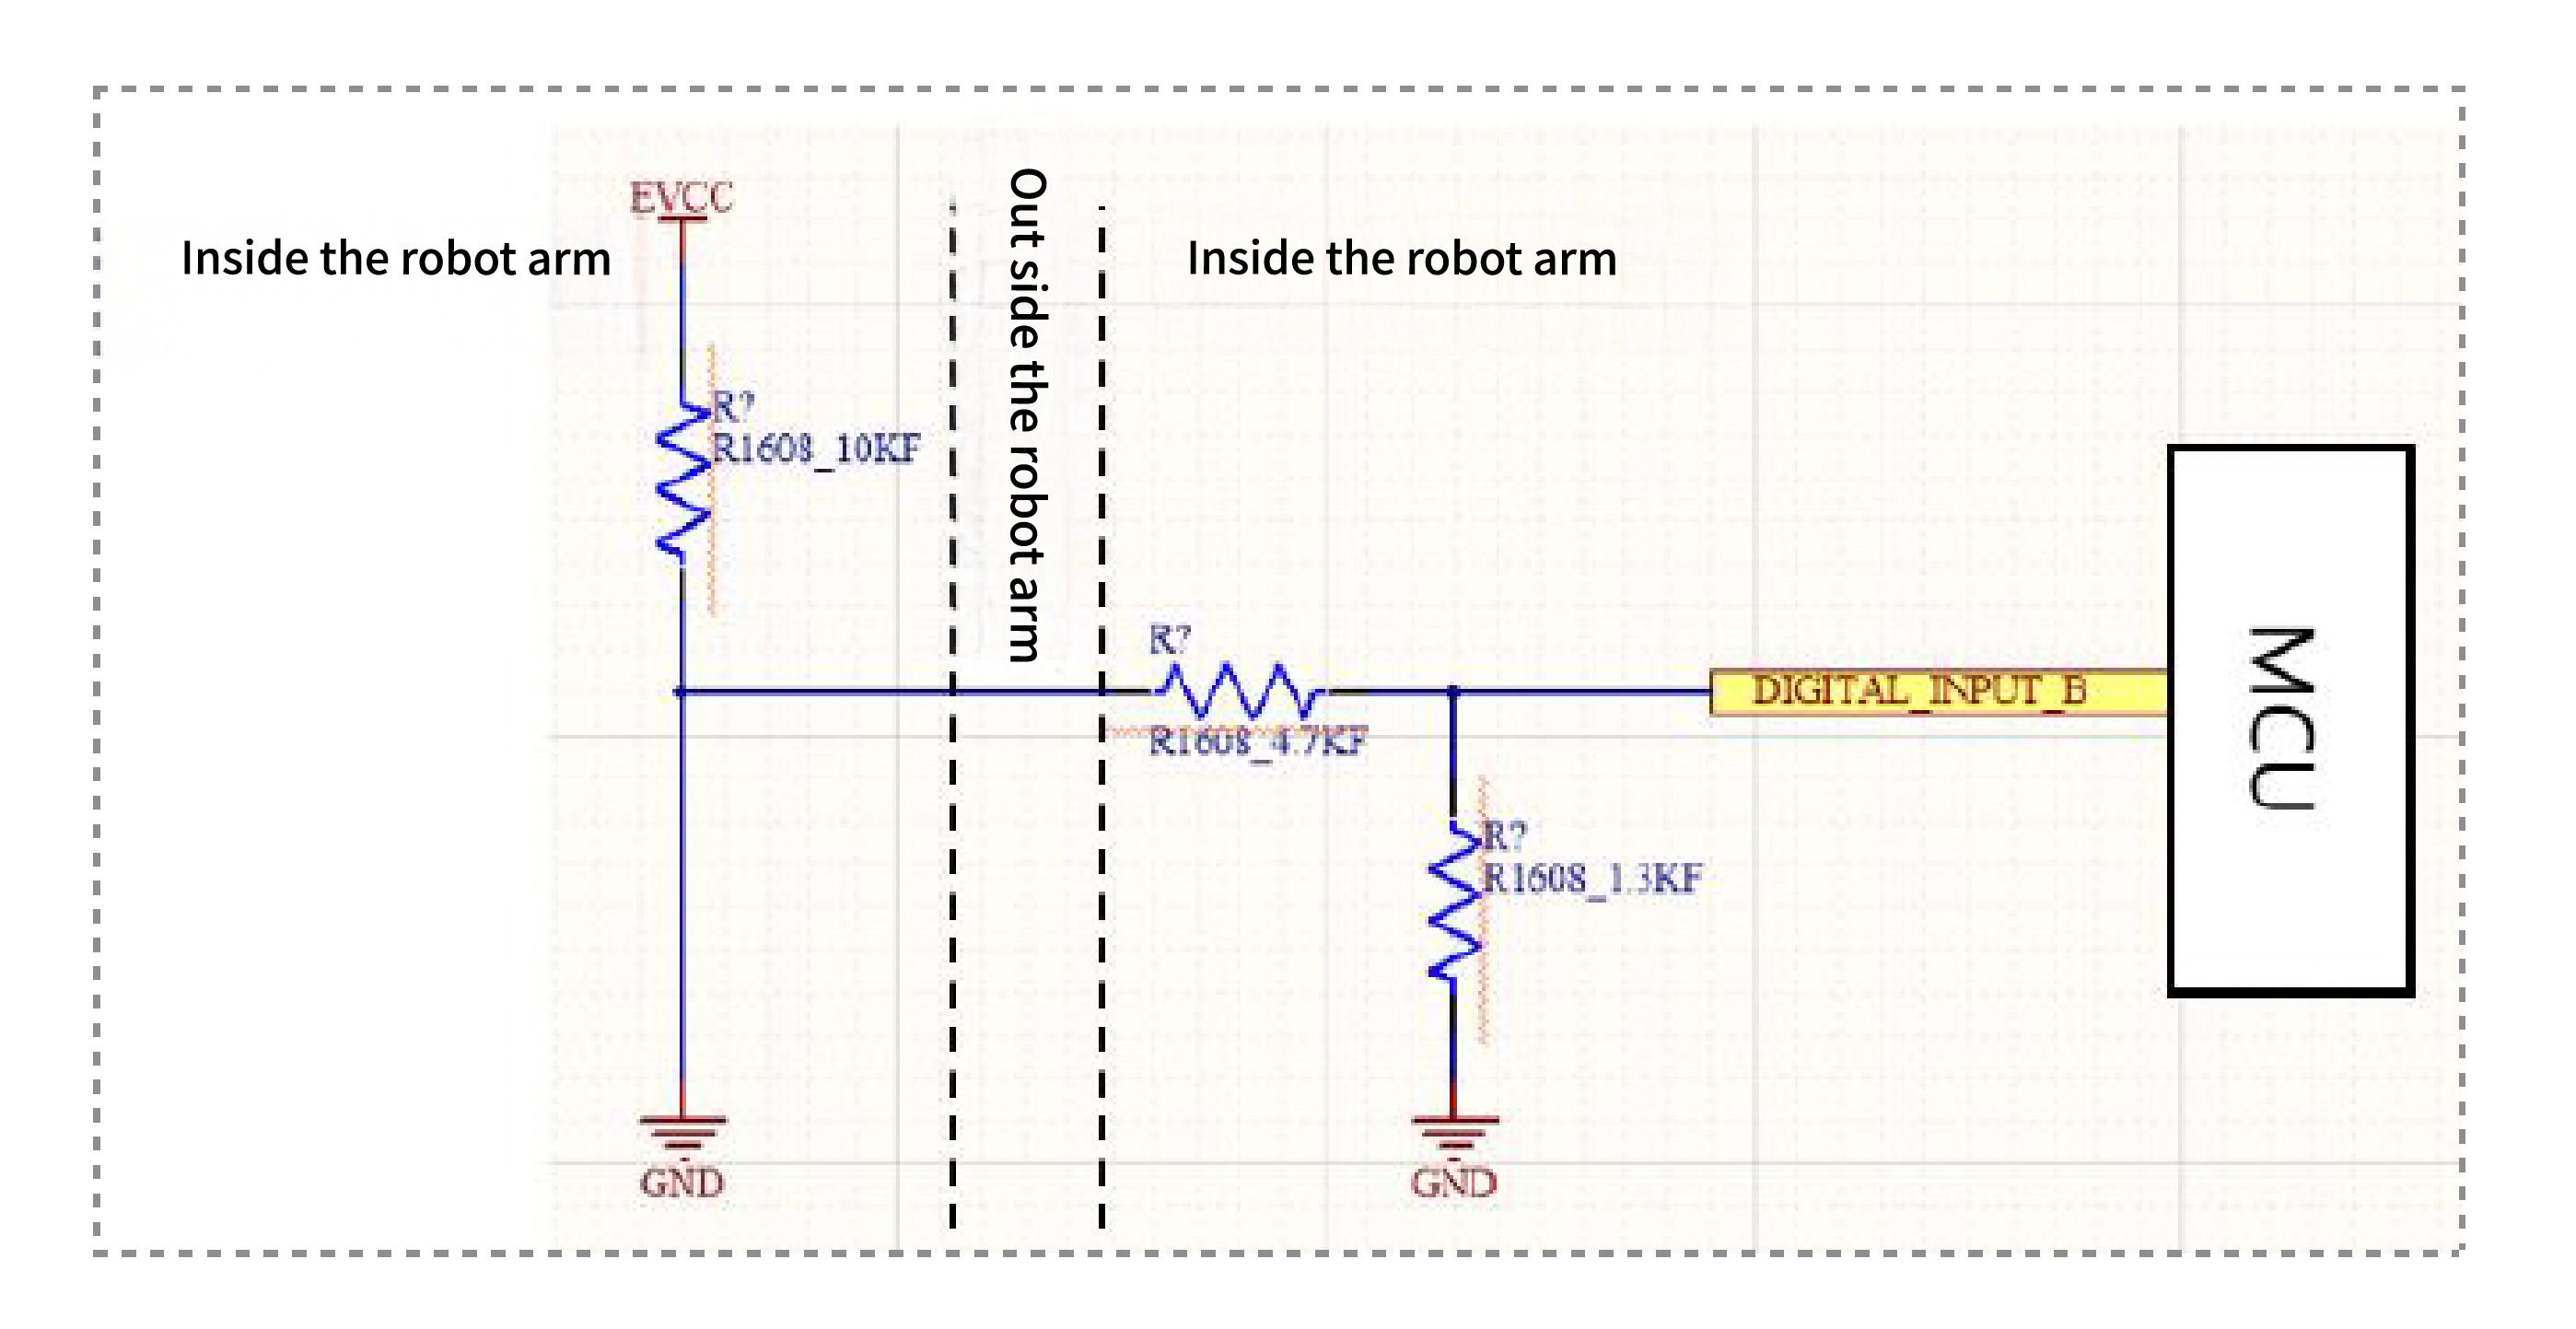 EVCC
Inside the robot arm
Out side the robot arm
Inside the robot arm
R?
R1608_10KF
R?
R1608_4.7KF
DIGITAL_INPUT_B
MCU
R?
R1608_1.3KF
GND
GND